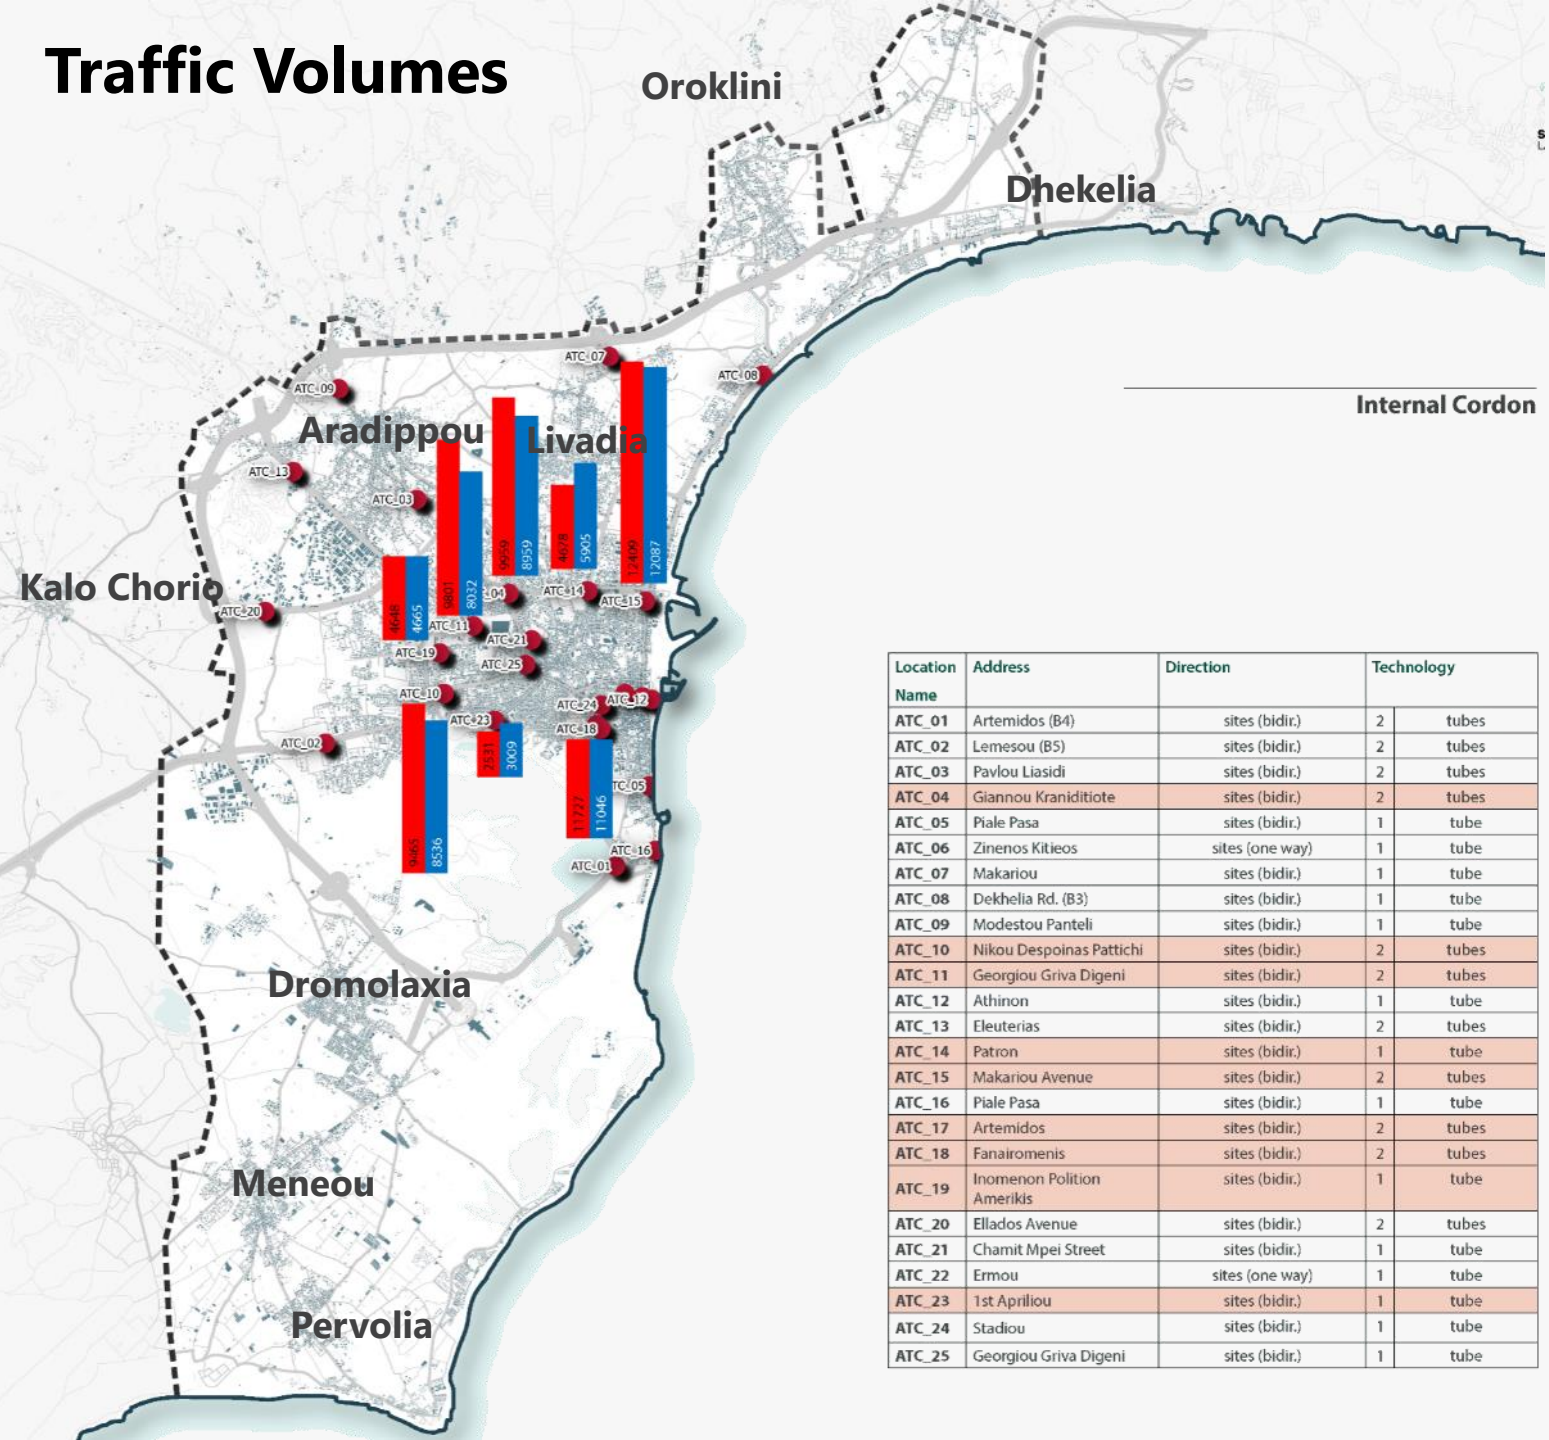 Traffic Volumes
Oroklini
Dhekelia
ATC_07
ATC_08
ATC_09
Internal Cordon
Aradippou
Livadia
ATC_13
ATC_03
9959
8959
4678
5905
12409
12087
Kalo Chorio
4648
4665
9801
8032
_04
ATC_14
ATC_15
ATC_20
ATC_11
ATC_21
ATC_19
ATC_25
ATC_10
ATC_24
ATC_12
ATC_23
ATC_18
ATC_02
2531
3009
TC_05
11727
11046
9465
8536
ATC_16
ATC_01
Dromolaxia
Meneou
Pervolia
Location Name Address Direction Technology
ATC_01 Artemidos (B4) sites (bidir.) 2 tubes
ATC_02 Lemesou (B5) sites (bidir.) 2 tubes
ATC_03 Pavlou Liasidi sites (bidir.) 2 tubes
ATC_04 Giannou Kraniditiote sites (bidir.) 2 tubes
ATC_05 Piale Pasa sites (bidir.) 1 tube
ATC_06 Zinenos Kitieos sites (one way) 1 tube
ATC_07 Makariou sites (bidir.) 1 tube
ATC_08 Dekhelia Rd. (B3) sites (bidir.) 1 tube
ATC_09 Modestou Panteli sites (bidir.) 1 tube
ATC_10 Nikou Despoinas Pattichi sites (bidir.) 2 tubes
ATC_11 Georgiou Griva Digeni sites (bidir.) 2 tubes
ATC_12 Athinon sites (bidir.) 1 tube
ATC_13 Eleuterias sites (bidir.) 2 tubes
ATC_14 Patron sites (bidir.) 1 tube
ATC_15 Makariou Avenue sites (bidir.) 2 tubes
ATC_16 Piale Pasa sites (bidir.) 1 tube
ATC_17 Artemidos sites (bidir.) 2 tubes
ATC_18 Fanairomenis sites (bidir.) 2 tubes
ATC_19 Inomenon Polition Amerikis sites (bidir.) 1 tube
ATC_20 Ellados Avenue sites (bidir.) 2 tubes
ATC_21 Chamit Mpei Street sites (bidir.) 1 tube
ATC_22 Ermou sites (one way) 1 tube
ATC_23 1st Apriliou sites (bidir.) 1 tube
ATC_24 Stadiou sites (bidir.) 1 tube
ATC_25 Georgiou Griva Digeni sites (bidir.) 1 tube